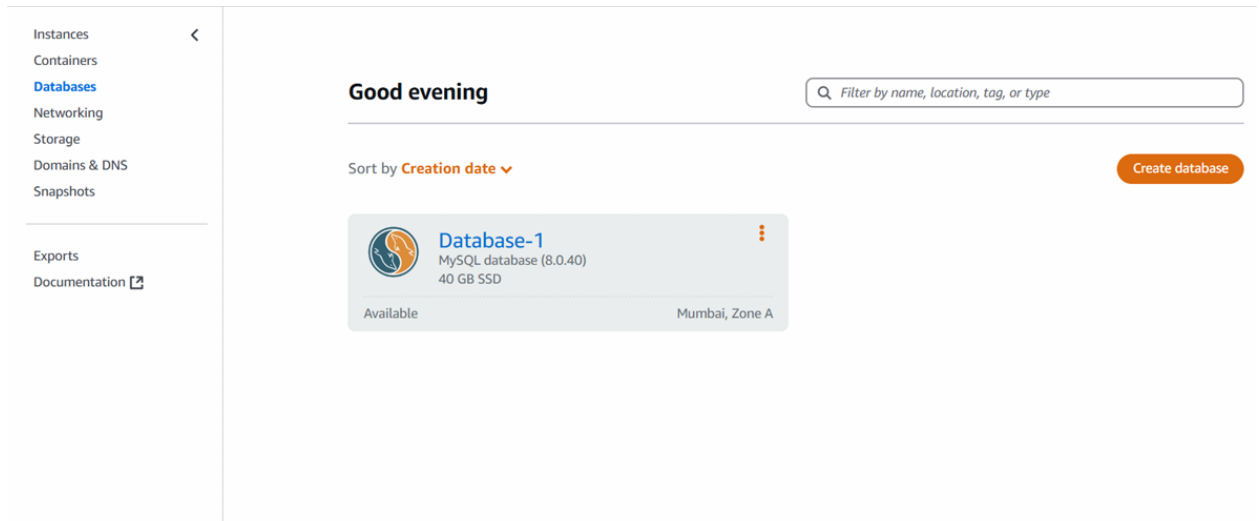 Instances
Containers
Databases
Networking
Storage
Domains & DNS
Snapshots
Exports
Documentation
Good evening
Filter by name, location, tag, or type
Sort by Creation date
Create database
Database-1
MySQL database (8.0.40)
40 GB SSD
Available
Mumbai, Zone A